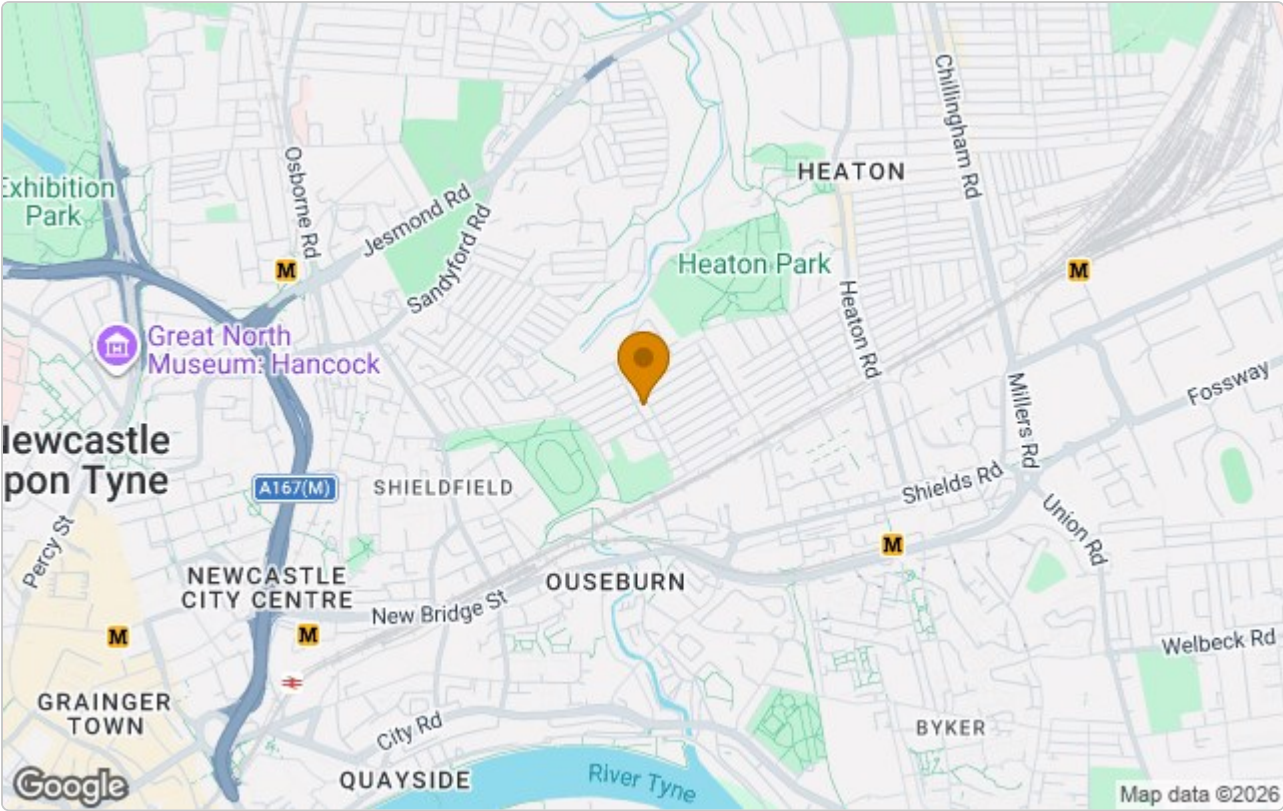 Chillingham Rd
HEATON
Osborne Rd
Exhibition
Park
Jesmond Rd
Sandyford Rd
M
M
Heaton Park
Heaton Rd
Great North
Museum: Hancock
Millers Rd
Fossway
Newcastle
upon Tyne
A167(M)
SHIELDFIELD
Shields Rd
Percy St
Union Rd
M
NEWCASTLE
CITY CENTRE
OUSEBURN
New Bridge St
M
M
Welbeck Rd
GRAINGER
TOWN
City Rd
BYKER
QUAYSIDE
River Tyne
Google
Map data ©2026